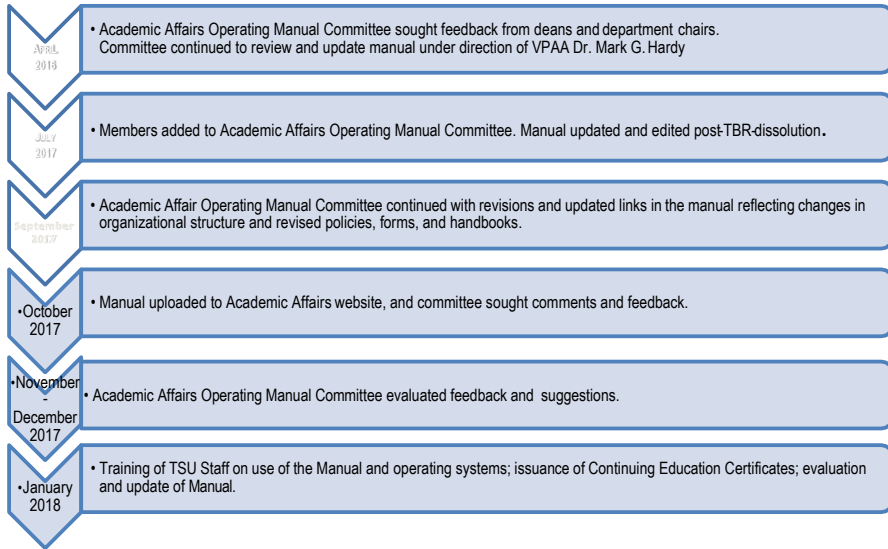 April
2016
• Academic Affairs Operating Manual Committee sought feedback from deans and department chairs.
Committee continued to review and update manual under direction of VPAA Dr. Mark G. Hardy
July
2017
• Members added to Academic Affairs Operating Manual Committee. Manual updated and edited post-TBR-dissolution.
September
2017
• Academic Affair Operating Manual Committee continued with revisions and updated links in the manual reflecting changes in
organizational structure and revised policies, forms, and handbooks.
•October
2017
• Manual uploaded to Academic Affairs website, and committee sought comments and feedback.
•November
-
December
2017
• Academic Affairs Operating Manual Committee evaluated feedback and suggestions.
•January
2018
• Training of TSU Staff on use of the Manual and operating systems; issuance of Continuing Education Certificates; evaluation
and update of Manual.